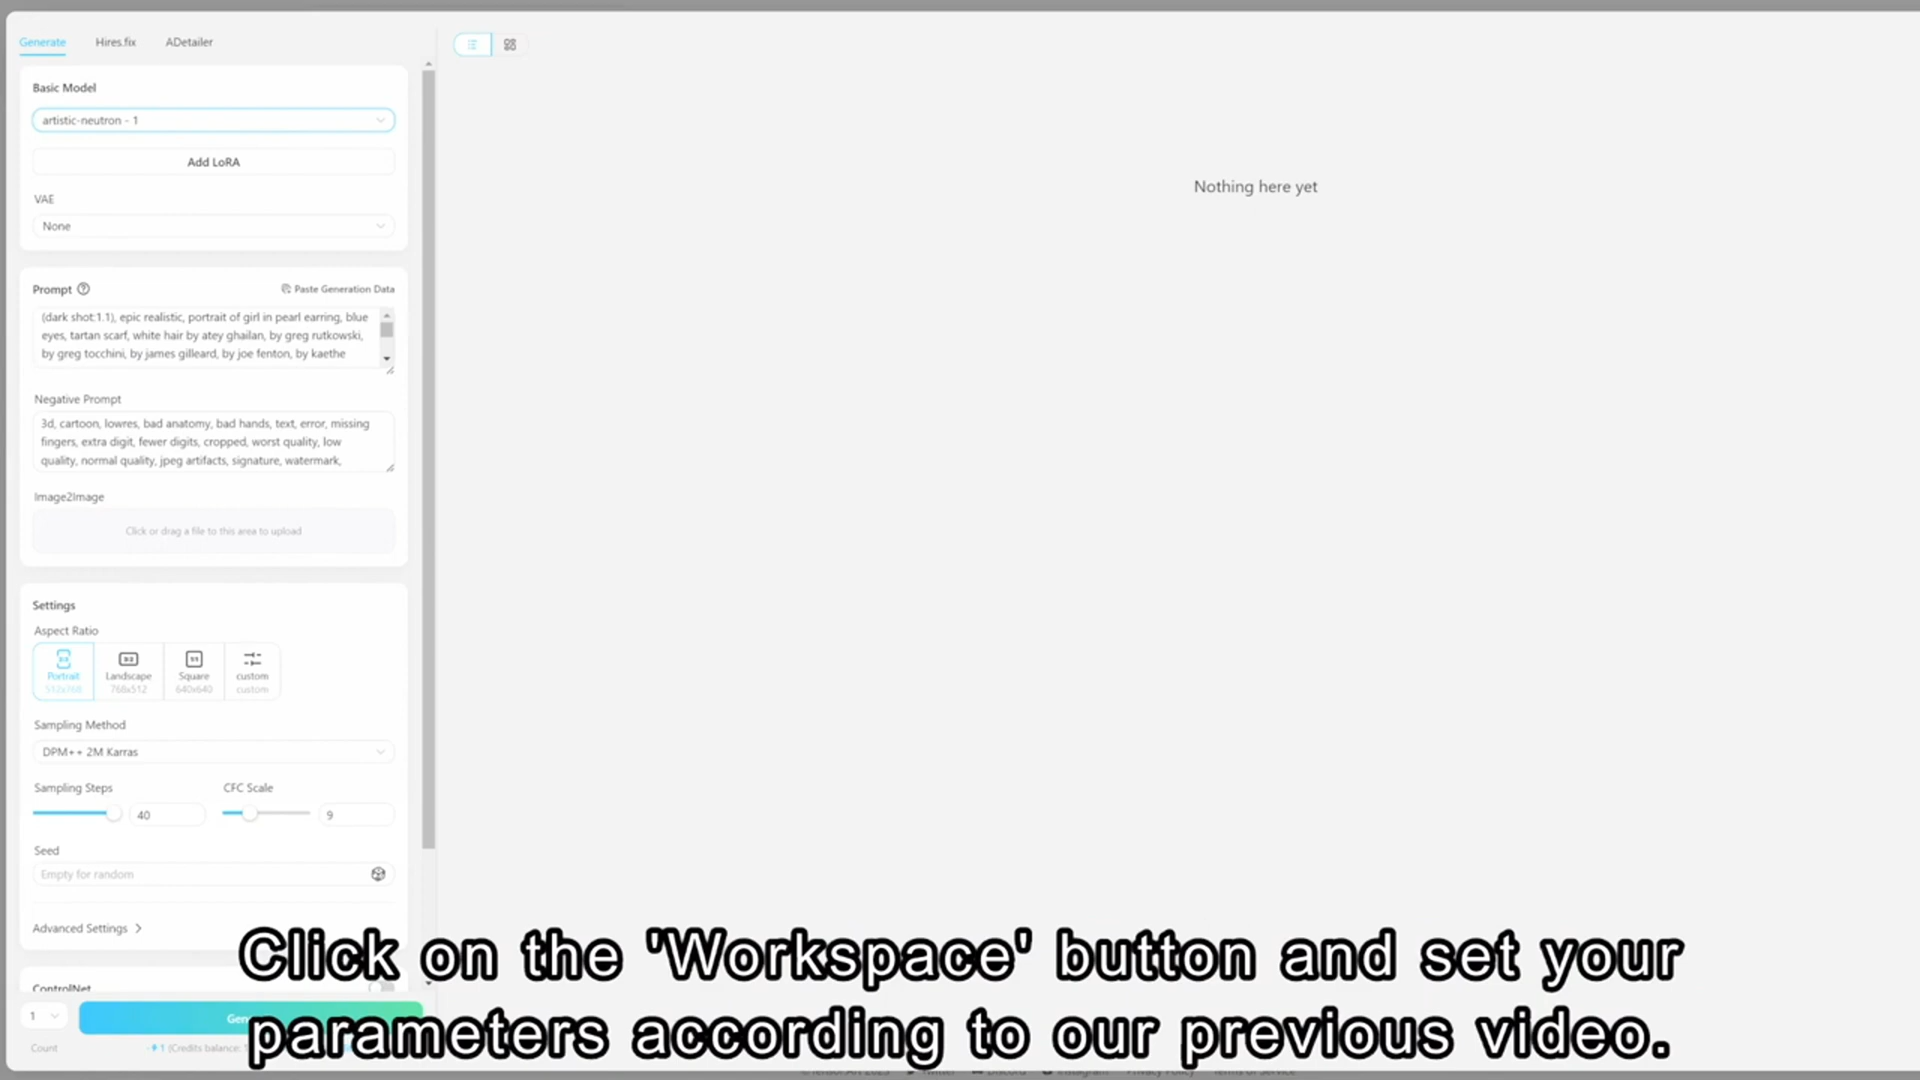 Generate
Hires.fix
ADetailer
Basic Model
artistic-neutron - 1
Add LoRA
VAE
None
Prompt
Paste Generation Data
(dark shot:1.1), epic realistic, portrait of girl in pearl earring, blue
eyes, tartan scarf, white hair by atey ghailan, by greg rutkowski,
by greg tocchini, by james gilleard, by joe fenton, by kaethe
Negative Prompt
3d, cartoon, lowres, bad anatomy, bad hands, text, error, missing
fingers, extra digit, fewer digits, cropped, worst quality, low
quality, normal quality, jpeg artifacts, signature, watermark,
Image2Image
Click or drag a file to this area to upload
Settings
Aspect Ratio
Portrait
512x768
Landscape
768x512
Square
640x640
custom
custom
Sampling Method
DPM++ 2M Karras
Sampling Steps
40
CFC Scale
9
Seed
Empty for random
Advanced Settings
ControlNet
1
Count
(Credits balance:
Nothing here yet
Click on the 'Workspace' button and set your
parameters according to our previous video.